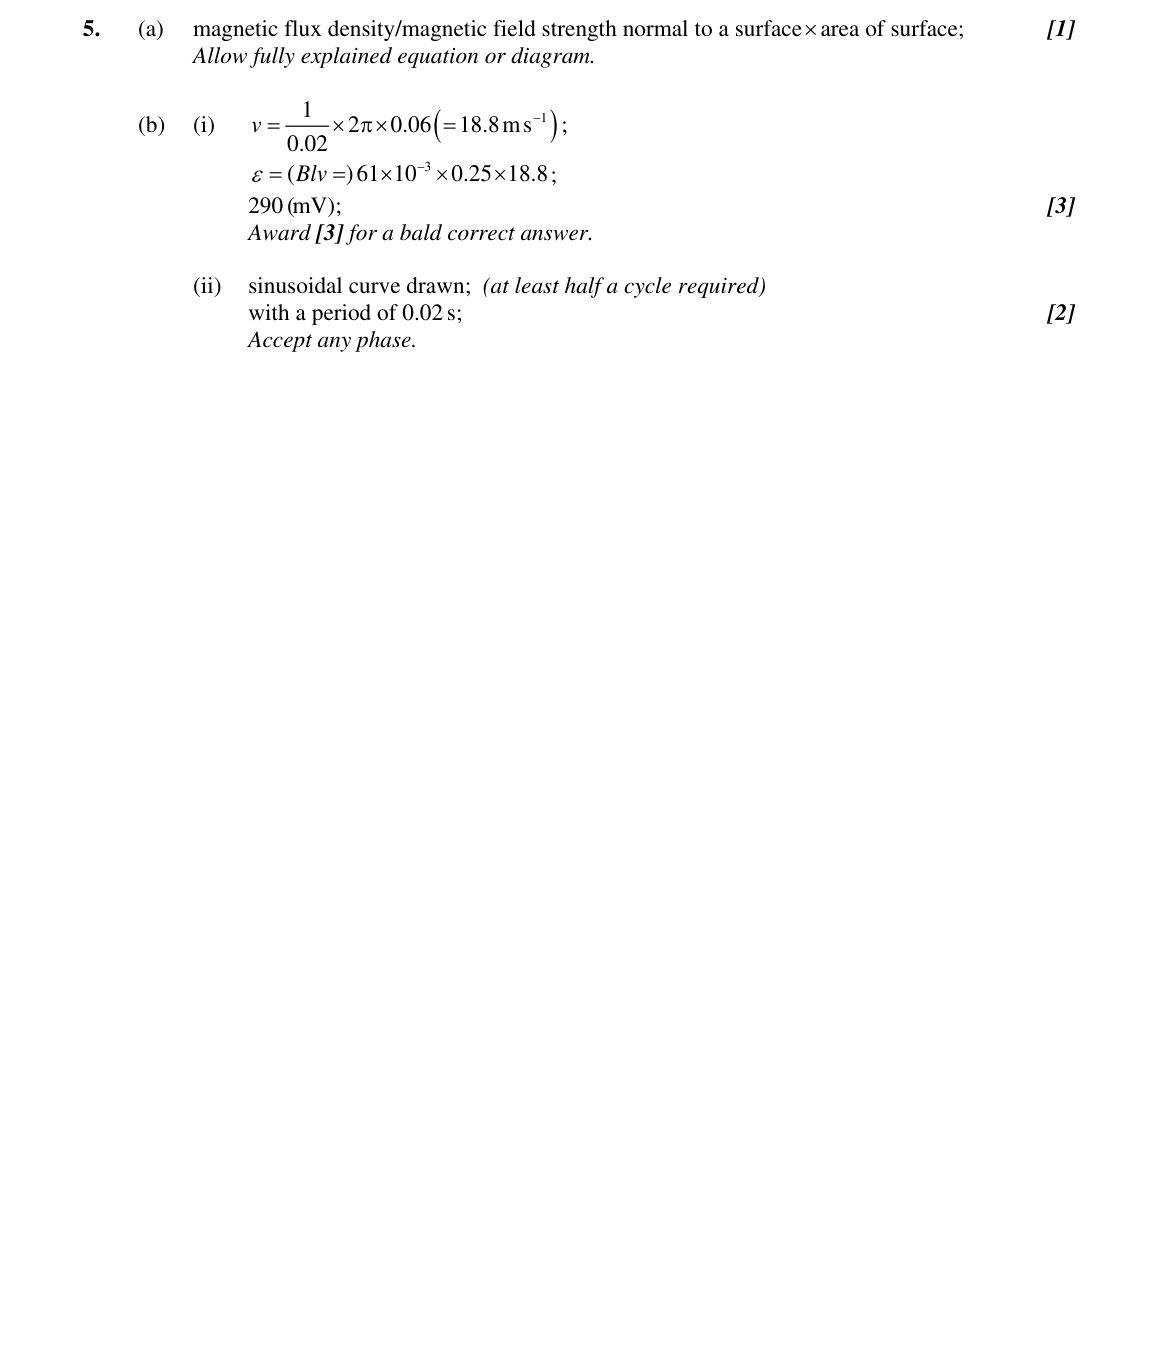 5. (a) magnetic flux density/magnetic field strength normal to a surface × area of surface; [1]
Allow fully explained equation or diagram.
(b) (i) v = 1/0.02 × 2π × 0.06 (= 18.8 m s⁻¹);
ε = (Blv =) 61×10⁻³ × 0.25×18.8;
290 (mV); [3]
Award [3] for a bald correct answer.
(ii) sinusoidal curve drawn; (at least half a cycle required)
with a period of 0.02 s; [2]
Accept any phase.